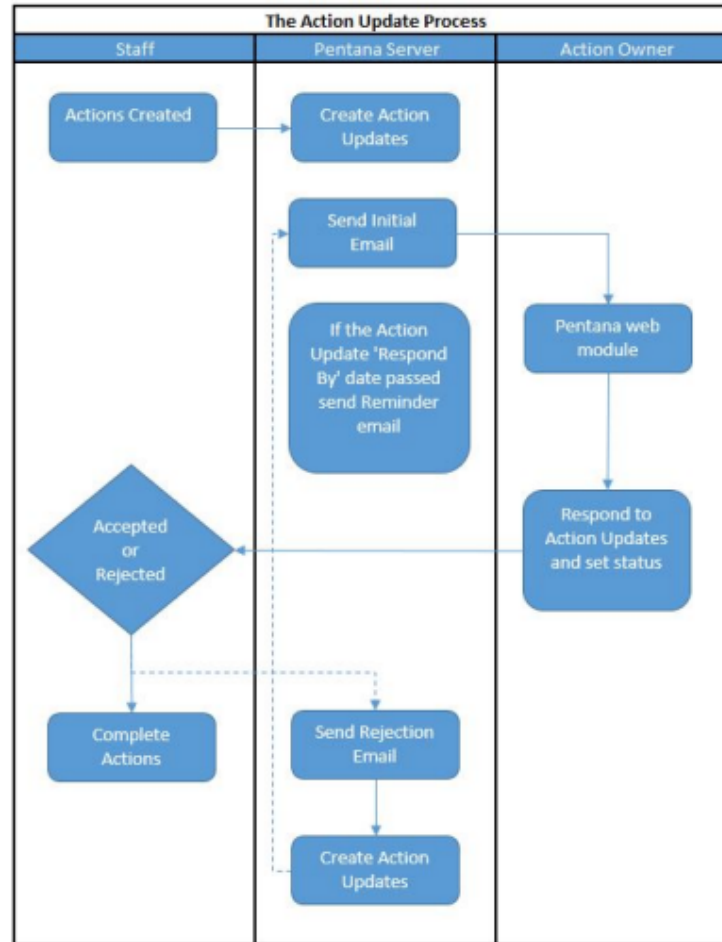 The Action Update Process
Staff
Pentana Server
Action Owner
Actions Created
Create Action
Updates
Send Initial
Email
Pentana web
module
If the Action
Update 'Respond
By' date passed
send Reminder
email
Respond to
Action Updates
and set status
Accepted
or
Rejected
Complete
Actions
Send Rejection
Email
Create Action
Updates